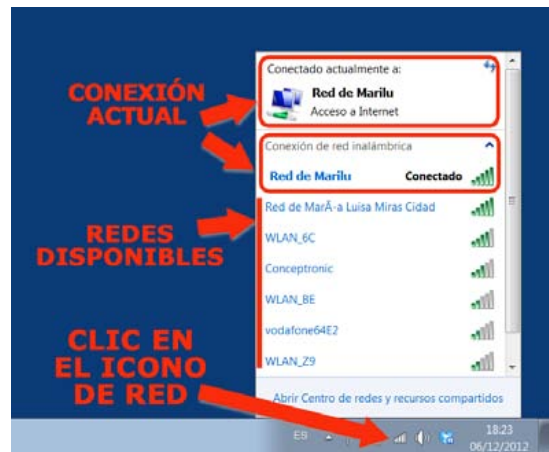 CONEXIÓN
ACTUAL
Conectado actualmente a:
Red de Marilu
Acceso a Internet
Conexión de red inalámbrica
Red de Marilu Conectado
REDES
DISPONIBLES
Red de MarÃ-a Luisa Miras Cidad
WLAN_6C
Conceptronic
WLAN_BE
vodafone64E2
WLAN_Z9
CLIC EN
EL ICONO
DE RED
Abrir Centro de redes y recursos compartidos
ES
18:23
06/12/2012